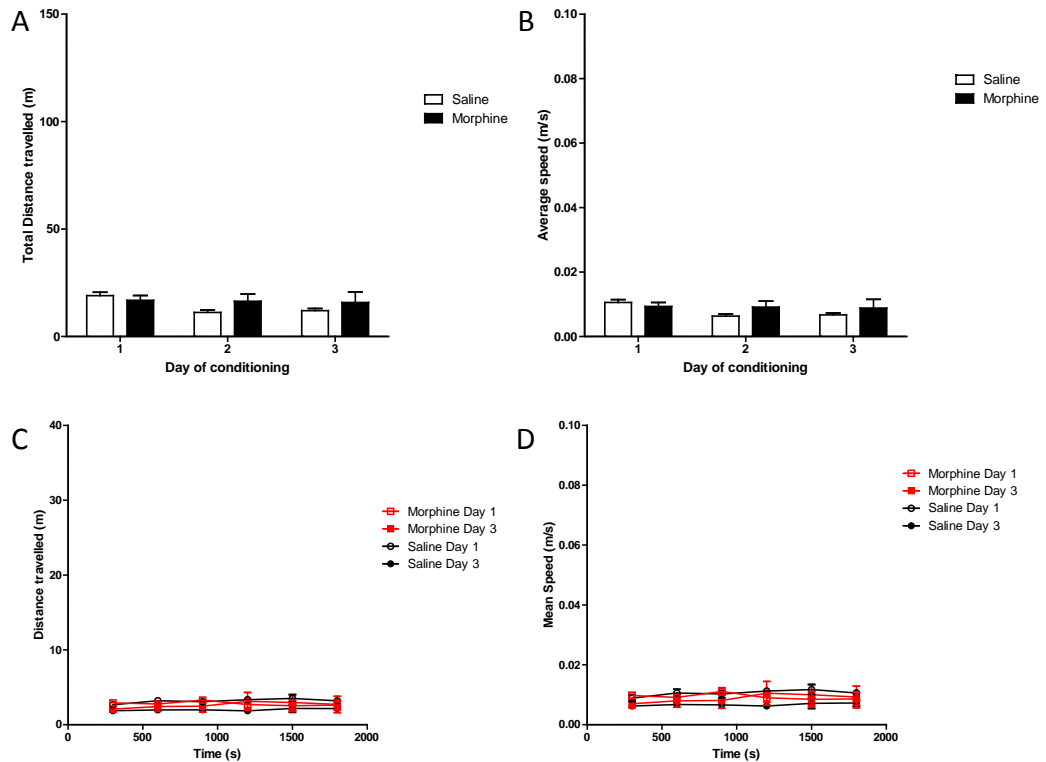 A
150
100
50
0
Total Distance travelled (m)
1 2 3
Day of conditioning
Saline
Morphine
B
0.10
0.08
0.06
0.04
0.02
0.00
Average speed (m/s)
1 2 3
Day of conditioning
Saline
Morphine
C
40
30
20
10
0
Distance travelled (m)
0 500 1000 1500 2000
Time (s)
Morphine Day 1
Morphine Day 3
Saline Day 1
Saline Day 3
D
0.10
0.08
0.06
0.04
0.02
0.00
Mean Speed (m/s)
0 500 1000 1500 2000
Time (s)
Morphine Day 1
Morphine Day 3
Saline Day 1
Saline Day 3